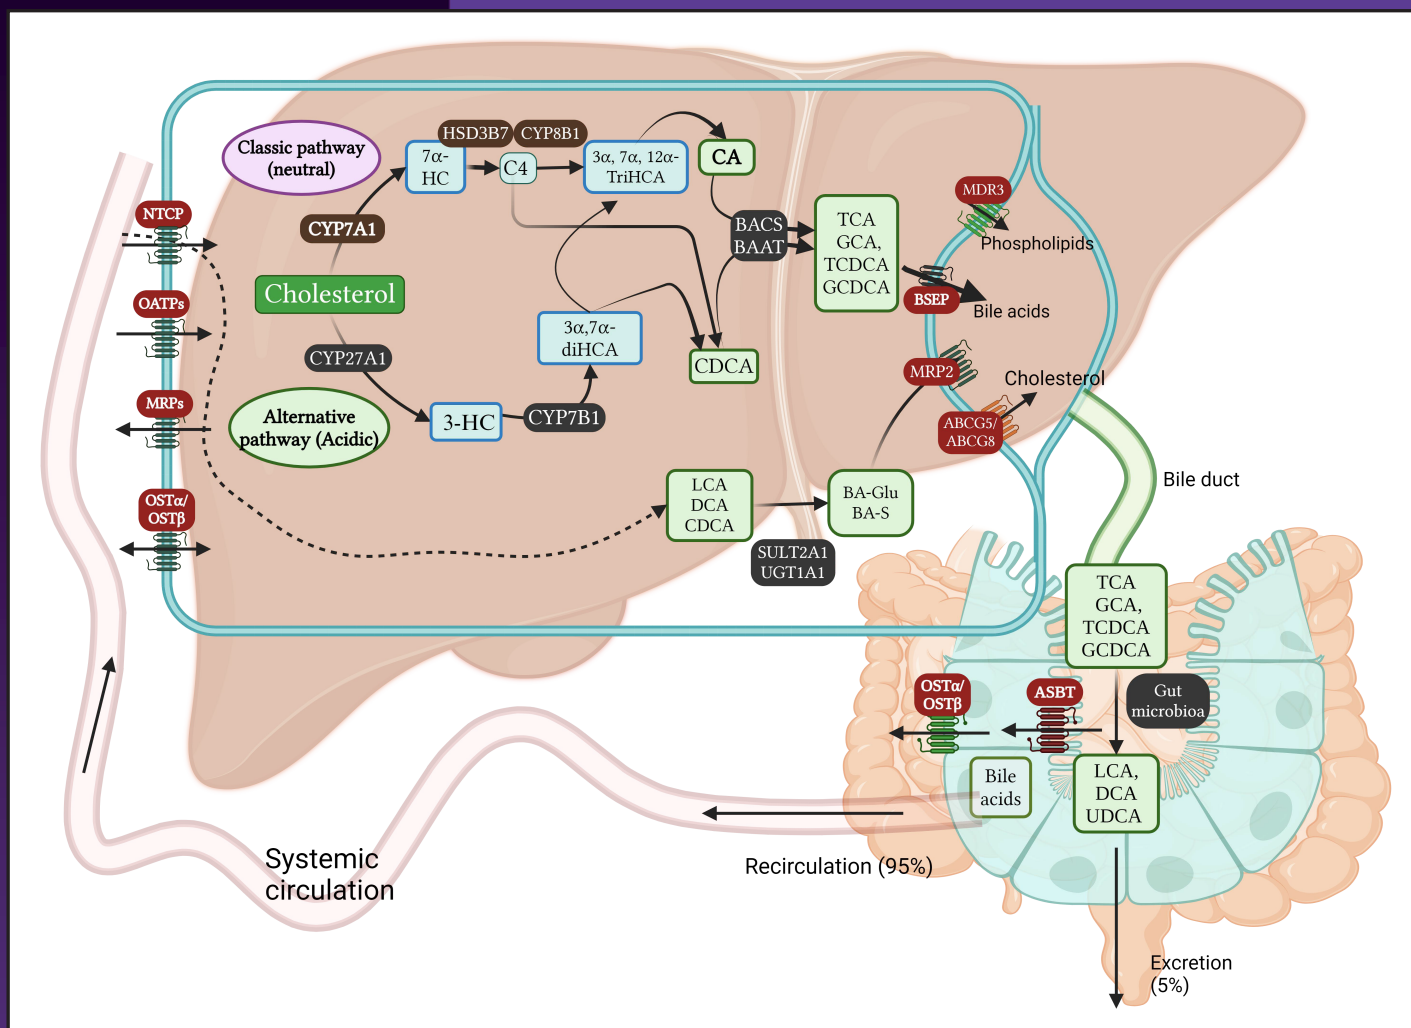 Classic pathway
(neutral)
HSD3B7
CYP8B1
7α-
HC
C4
3α, 7α, 12α-
TriHCA
CA
CYP7A1
NTCP
OATPs
MRPs
OSTα/
OSTβ
Cholesterol
CYP27A1
Alternative
pathway (Acidic)
3-HC
CYP7B1
3α,7α-
diHCA
CDCA
BACS
BAAT
TCA
GCA,
TCDCA
GCDCA
MDR3
Phospholipids
BSEP
Bile acids
MRP2
Cholesterol
ABCG5/
ABCG8
LCA
DCA
CDCA
BA-Glu
BA-S
SULT2A1
UGT1A1
Bile duct
TCA
GCA,
TCDCA
GCDCA
OSTα/
OSTβ
ASBT
Gut
microbioa
Bile
acids
LCA,
DCA
UDCA
Systemic
circulation
Recirculation (95%)
Excretion
(5%)